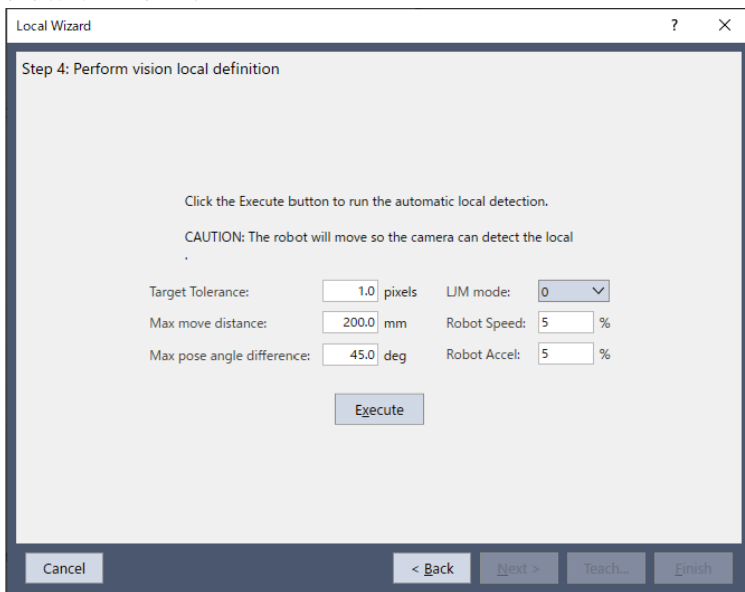 Local Wizard ? ×
Step 4: Perform vision local definition
Click the Execute button to run the automatic local detection.
CAUTION: The robot will move so the camera can detect the local
.
Target Tolerance: 1.0 pixels LJM mode: 0
Max move distance: 200.0 mm Robot Speed: 5 %
Max pose angle difference: 45.0 deg Robot Accel: 5 %
Execute
Cancel < Back Next > Teach... Finish